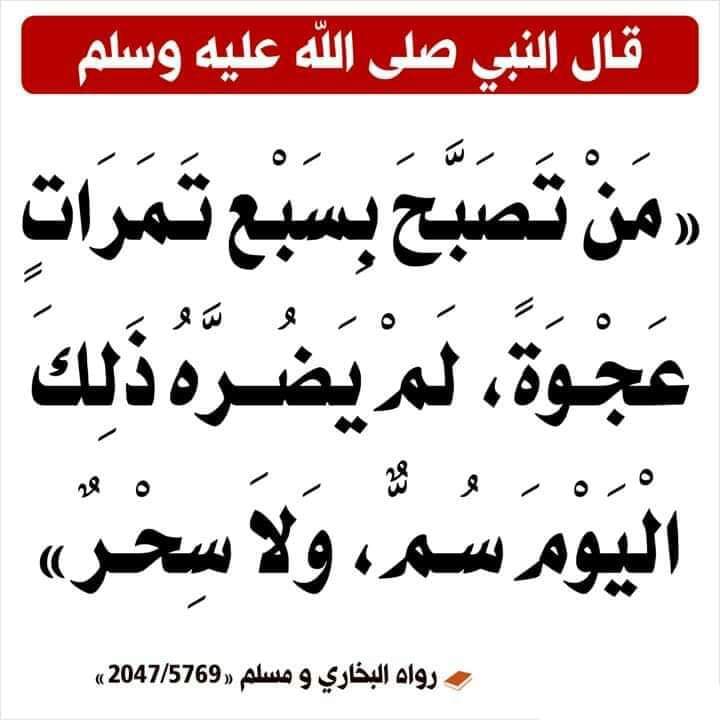 قال النبي صلى الله عليه وسلم
«مَنْ تَصَبَّحَ بِسَبْعِ تَمَرَاتٍ
عَجْوَةً، لَمْ يَضُرَّهُ ذَلِكَ
الْيَوْمَ سُمٌّ، وَلَا سِحْرٌ»
رواه البخاري و مسلم «2047/5769»